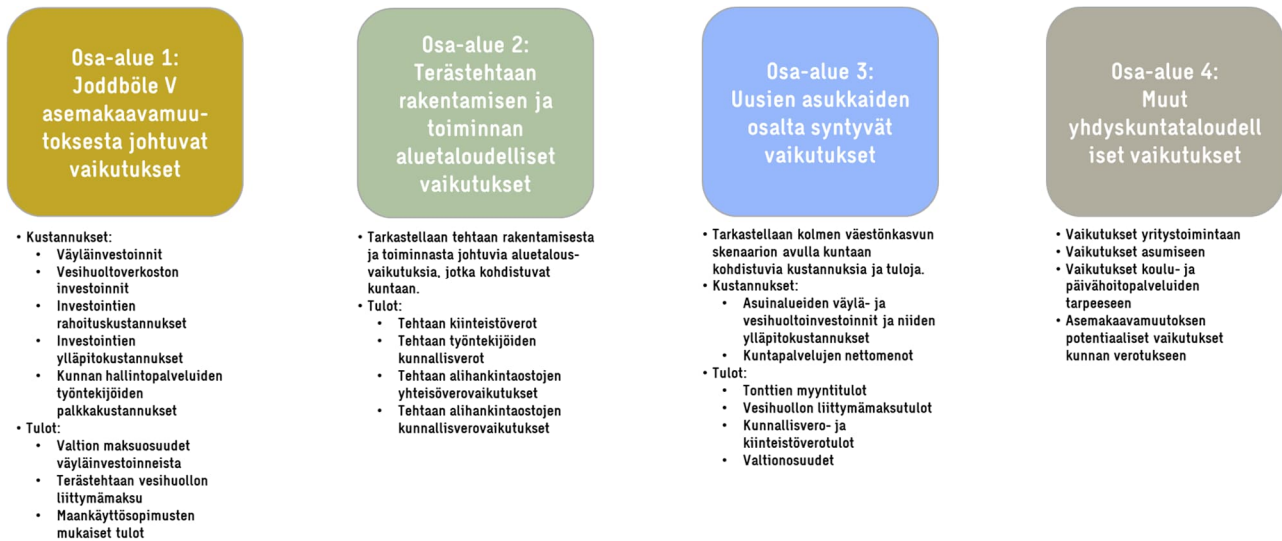 Osa-alue 1:
Joddböle V
asemakaavamuu-
toksesta johtuvat
vaikutukset
• Kustannukset:
• Väyläinvestoinnit
• Vesihuoltoverkoston
investoinnit
• Investointien
rahoituskustannukset
• Investointien
ylläpitokustannukset
• Kunnan hallintopalveluiden
työntekijöiden
palkkakustannukset
• Tulot:
• Valtion maksuosuudet
väyläinvestoinneista
• Terästehtaan vesihuollon
liittymämaksu
• Maankäyttösopimusten
mukaiset tulot
Osa-alue 2:
Terästehtaan
rakentamisen ja
toiminnan
aluetaloudelliset
vaikutukset
• Tarkastellaan tehtaan rakentamisesta
ja toiminnasta johtuvia aluetalous-
vaikutuksia, jotka kohdistuvat
kuntaan.
• Tulot:
• Tehtaan kiinteistöverot
• Tehtaan työntekijöiden
kunnallisverot
• Tehtaan alihankintaostojen
yhteisöverovaikutukset
• Tehtaan alihankintaostojen
kunnallisverovaikutukset
Osa-alue 3:
Uusien asukkaiden
osalta syntyvät
vaikutukset
• Tarkastellaan kolmen väestönkasvun
skenaarion avulla kuntaan
kohdistuvia kustannuksia ja tuloja.
• Kustannukset:
• Asuinalueiden väylä- ja
vesihuoltoinvestoinnit ja niiden
ylläpitokustannukset
• Kuntapalvelujen nettomenot
• Tulot:
• Tonttien myyntitulot
• Vesihuollon liittymämaksutulot
• Kunnallisvero- ja
kiinteistöverotulot
• Valtionosuudet
Osa-alue 4:
Muut
yhdyskuntataloudell
iset vaikutukset
• Vaikutukset yritystoimintaan
• Vaikutukset asumiseen
• Vaikutukset koulu- ja
päivähoitopalveluiden
tarpeeseen
• Asemakaavamuutoksen
potentiaaliset vaikutukset
kunnan verotukseen